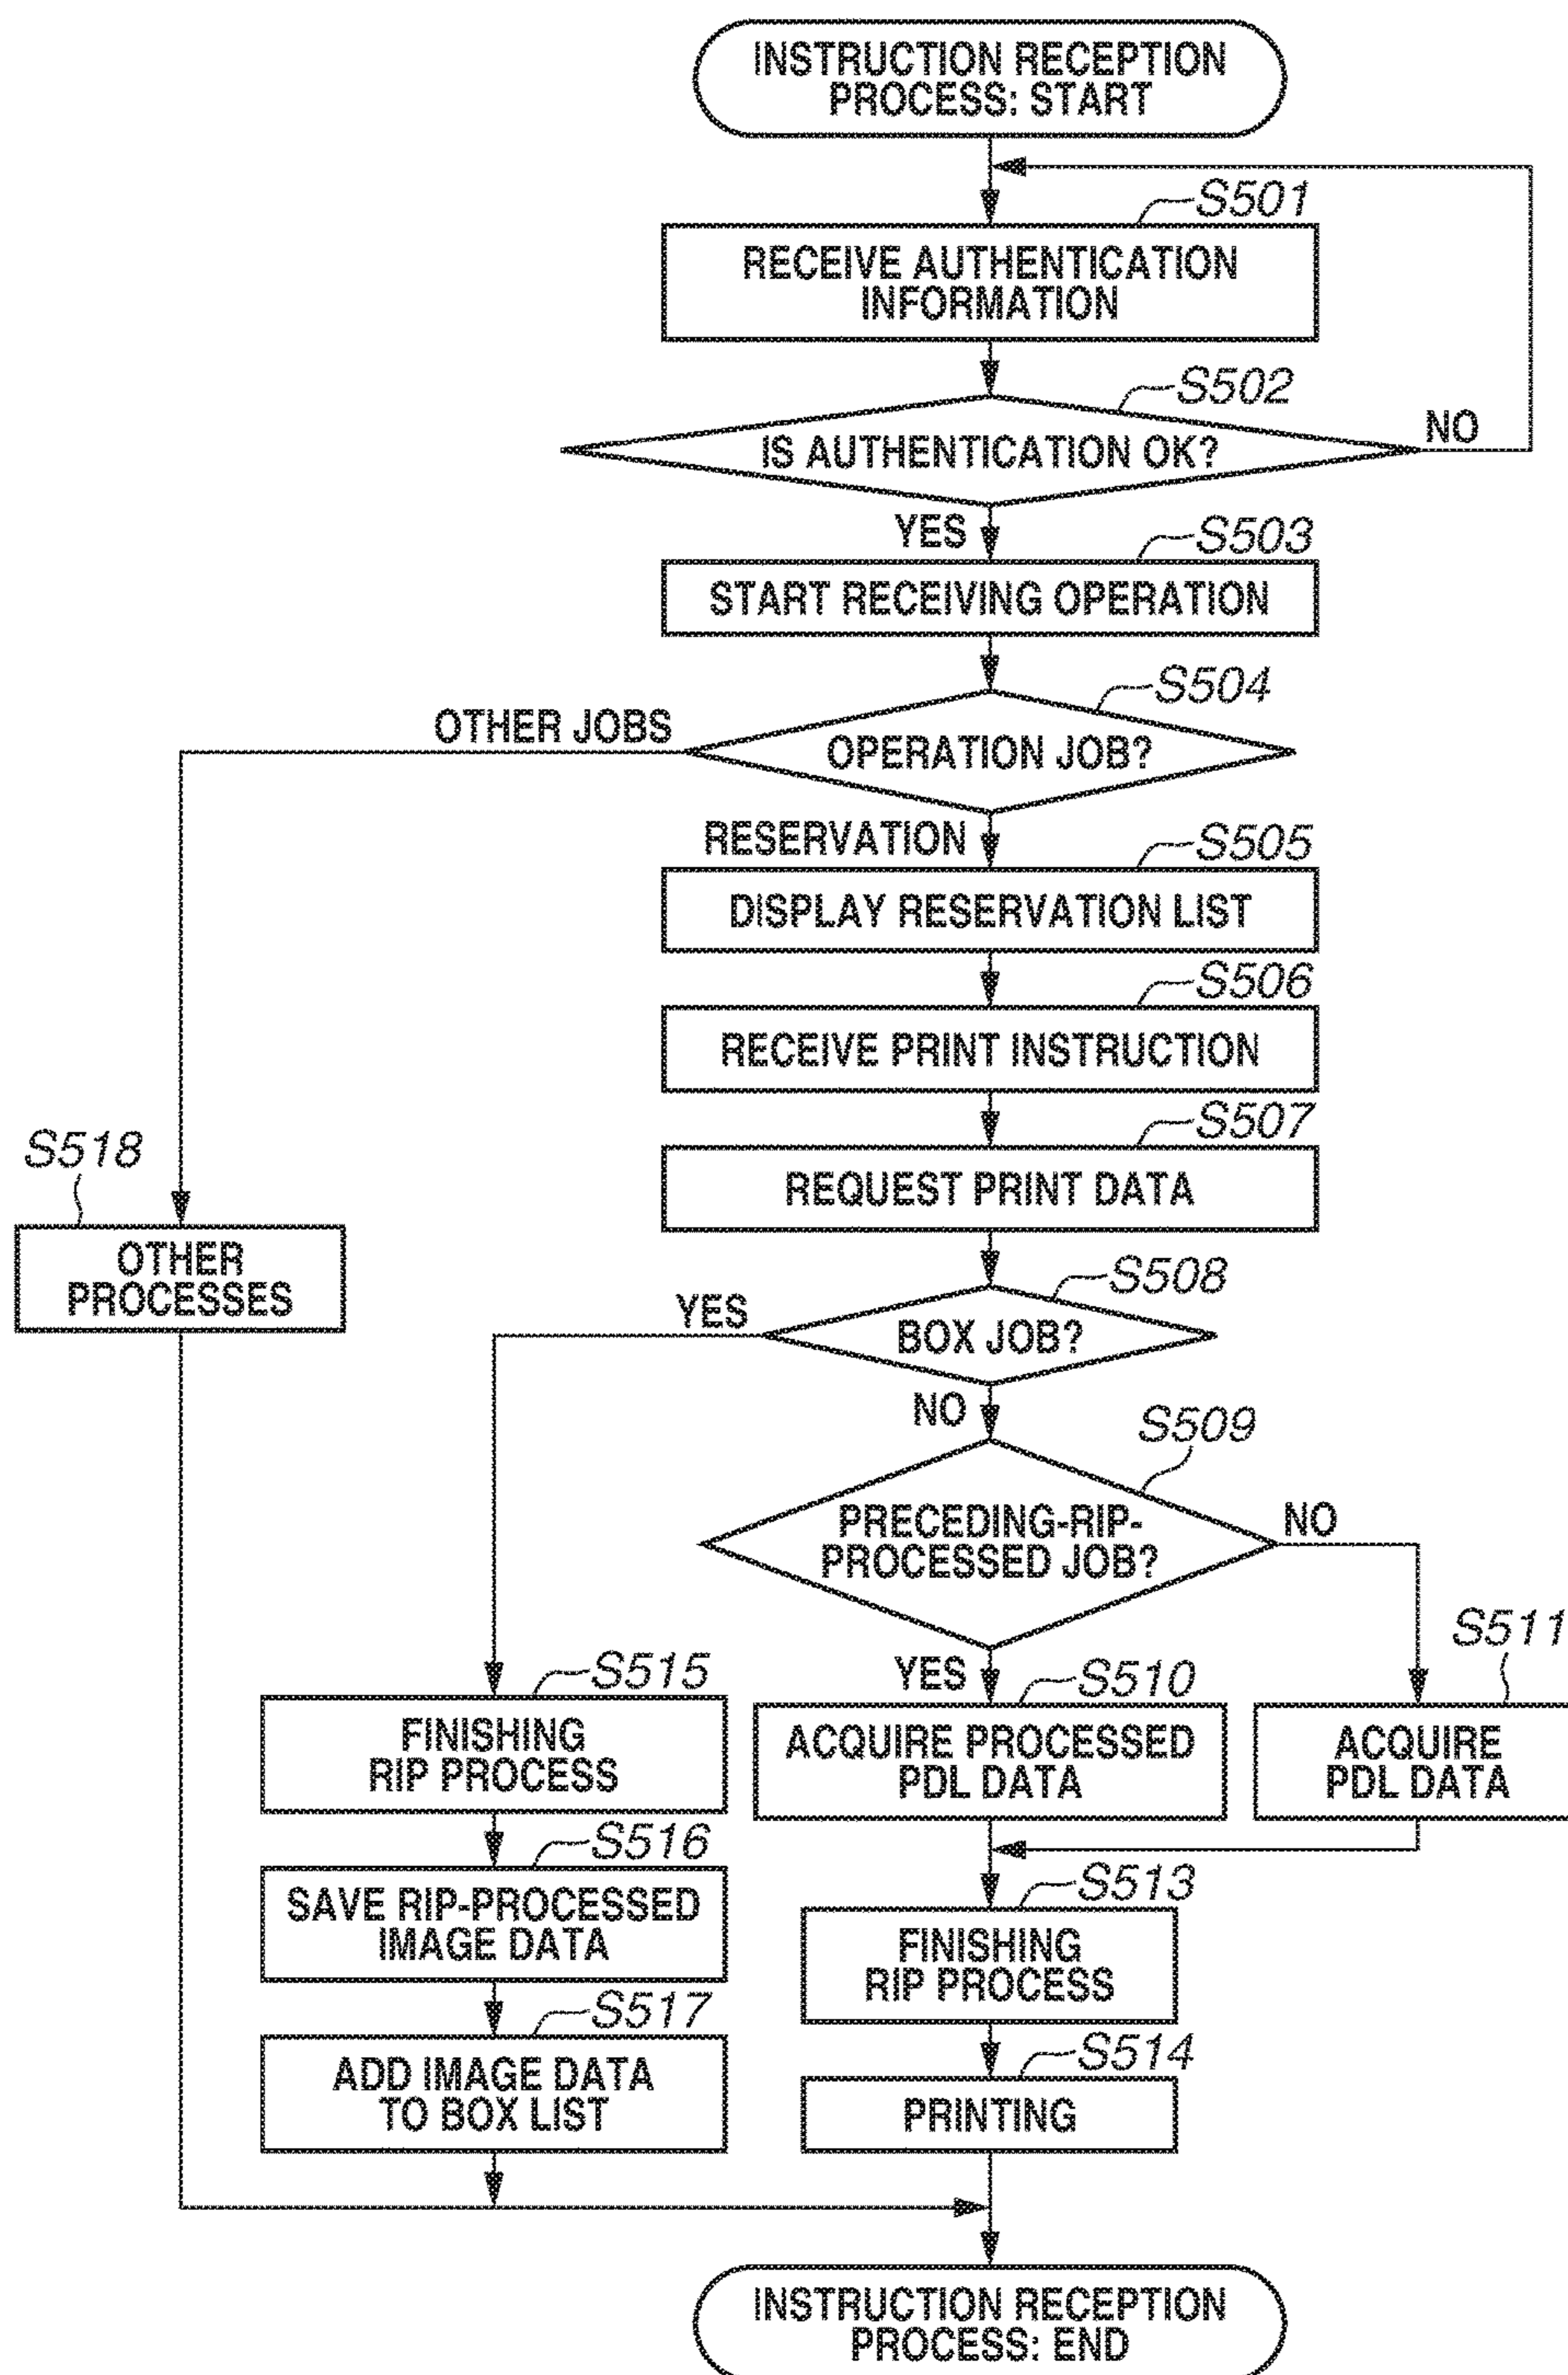 INSTRUCTION RECEPTION
PROCESS: START
S501
RECEIVE AUTHENTICATION
INFORMATION
S502
IS AUTHENTICATION OK?
NO
YES
S503
START RECEIVING OPERATION
S504
OTHER JOBS
OPERATION JOB?
RESERVATION
S505
DISPLAY RESERVATION LIST
S506
RECEIVE PRINT INSTRUCTION
S507
REQUEST PRINT DATA
S518
OTHER
PROCESSES
S508
YES
BOX JOB?
NO
S509
PRECEDING-RIP-
PROCESSED JOB?
NO
YES
S515
FINISHING
RIP PROCESS
S510
ACQUIRE PROCESSED
PDL DATA
S511
ACQUIRE
PDL DATA
S516
SAVE RIP-PROCESSED
IMAGE DATA
S513
FINISHING
RIP PROCESS
S517
ADD IMAGE DATA
TO BOX LIST
S514
PRINTING
INSTRUCTION RECEPTION
PROCESS: END